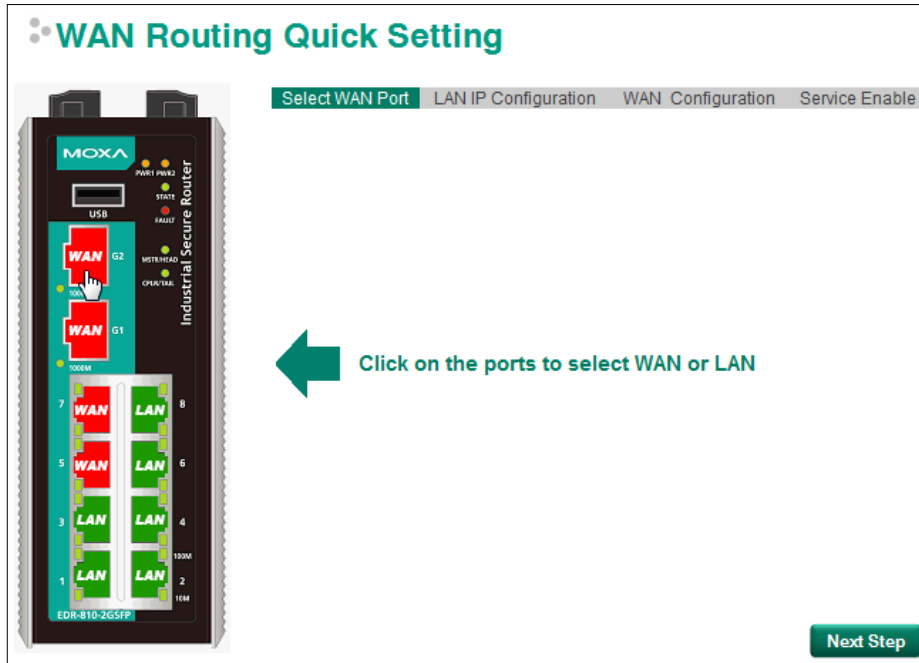 WAN Routing Quick Setting
Select WAN Port LAN IP Configuration WAN Configuration Service Enable
MOXA
PWR1 PWR2
STATE
FAULT
USB
MSTR/HEAD
CPLR/TAIL
Industrial Secure Router
WAN G2
WAN G1
1000M
7 WAN LAN 8
5 WAN LAN 6
3 LAN LAN 4
100M
1 LAN LAN 2
10M
EDR-810-2GSFP
Click on the ports to select WAN or LAN
Next Step